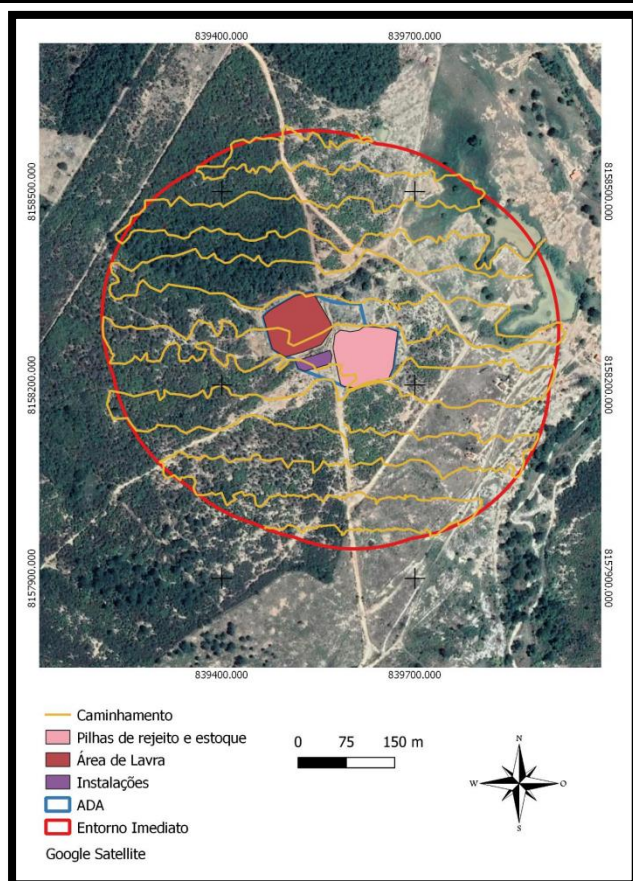 839400.000 839700.000
8158500.000 8158500.000
8158200.000 8158200.000
8157900.000 8157900.000
839400.000 839700.000
Caminhamento
Pilhas de rejeito e estoque
Área de Lavra
Instalações
ADA
Entorno Imediato
Google Satellite
0 75 150 m
N
W O
S